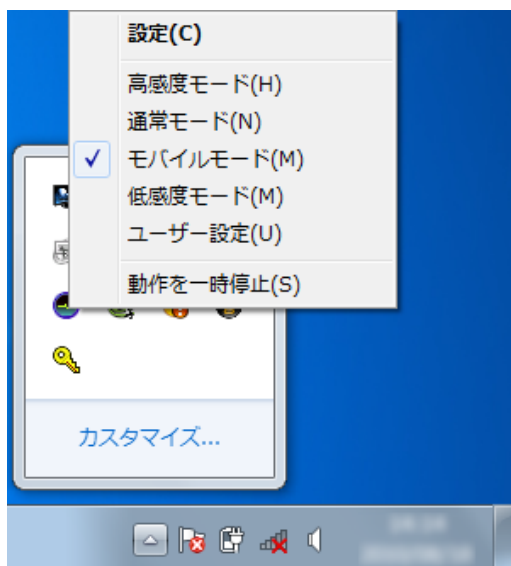 設定(C)
高感度モード(H)
通常モード(N)
モバイルモード(M)
低感度モード(M)
ユーザー設定(U)
動作を一時停止(S)
カスタマイズ...